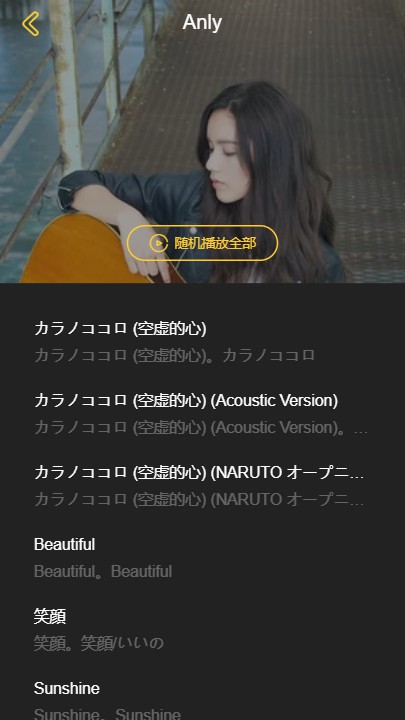 Anly
随机播放全部
カラノココロ (空虚的心)
カラノココロ (空虚的心)。カラノココロ
カラノココロ (空虚的心) (Acoustic Version)
カラノココロ (空虚的心) (Acoustic Version)。...
カラノココロ (空虚的心) (NARUTO オープニ...
カラノココロ (空虚的心) (NARUTO オープニ...
Beautiful
Beautiful。Beautiful
笑顔
笑顔。笑顔/いいの
Sunshine
Sunshine。Sunshine